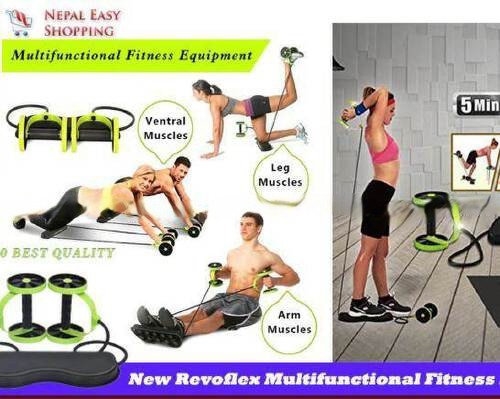 Nepal Easy
Shopping
Multifunctional Fitness Equipment
Ventral
Muscles
Leg
Muscles
0 BEST QUALITY
Arm
Muscles
5 Min
New Revoflex Multifunctional Fitness